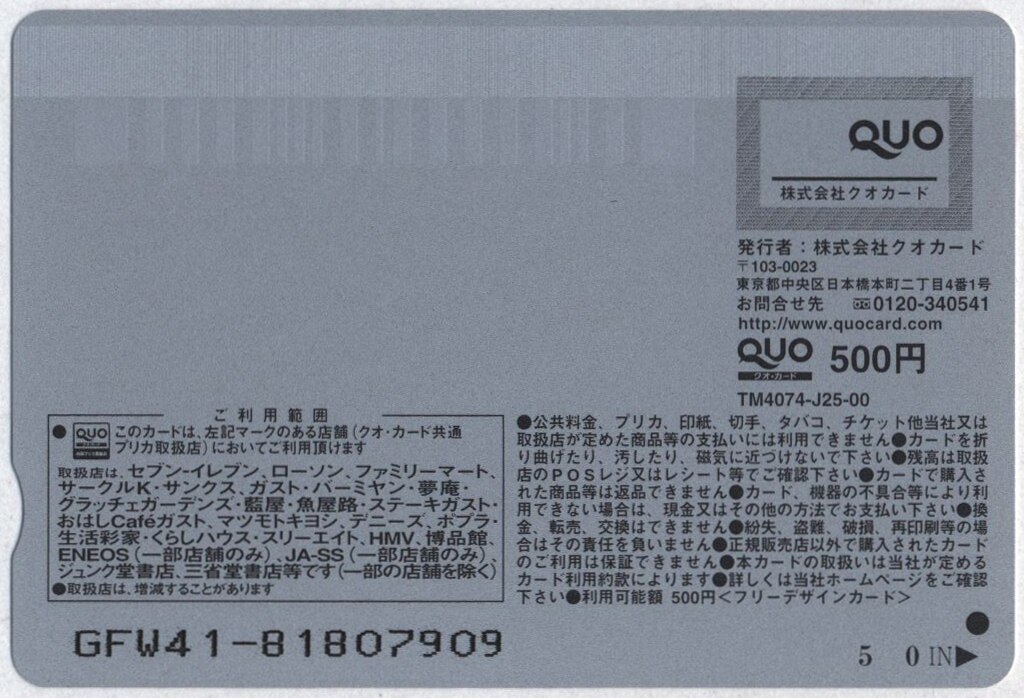 QUO
株式会社クオカード
発行者：株式会社クオカード
〒103-0023
東京都中央区日本橋本町二丁目4番1号
お問合せ先 0120-340541
http://www.quocard.com
QUO 500円
クオ・カード
TM4074-J25-00
ご利用範囲
●QUO このカードは、左記マークのある店舗（クオ・カード共通
プリカ取扱店）においてご利用頂けます
取扱店は、セブン-イレブン、ローソン、ファミリーマート、
サークルK・サンクス、ガスト・バーミヤン・夢庵・
グラッチェガーデンズ・藍屋・魚屋路・ステーキガスト・
おはしCaféガスト、マツモトキヨシ、デニーズ、ポプラ・
生活彩家・くらしハウス・スリーエイト、HMV、博品館、
ENEOS（一部店舗のみ）、JA-SS（一部店舗のみ）、
ジュンク堂書店、三省堂書店等です（一部の店舗を除く）
●取扱店は、増減することがあります
●公共料金、プリカ、印紙、切手、タバコ、チケット他当社又は
取扱店が定めた商品等の支払いには利用できません●カードを折
り曲げたり、汚したり、磁気に近づけないで下さい●残高は取扱
店のPOSレジ又はレシート等でご確認下さい●カードで購入さ
れた商品等は返品できません●カード、機器の不具合等により利
用できない場合は、現金又はその他の方法でお支払い下さい●換
金、転売、交換はできません●紛失、盗難、破損、再印刷等の場
合はその責任を負いません●正規販売店以外で購入されたカード
のご利用は保証できません●本カードの取扱いは当社が定める
カード利用約款によります●詳しくは当社ホームページをご確認
下さい●利用可能額 500円＜フリーデザインカード＞
GFW41-81807909
5 0 IN▶